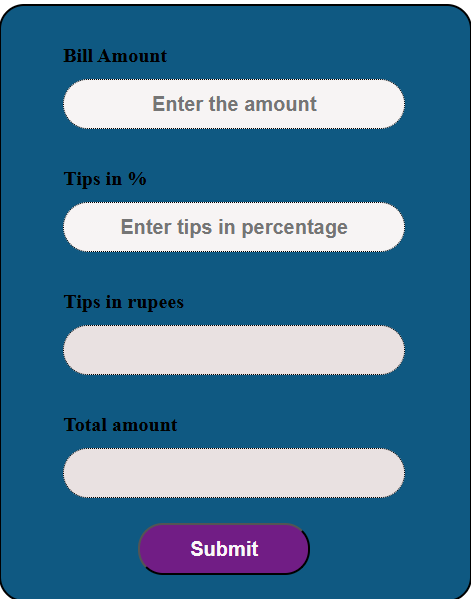 Bill Amount
Enter the amount
Tips in %
Enter tips in percentage
Tips in rupees
Total amount
Submit